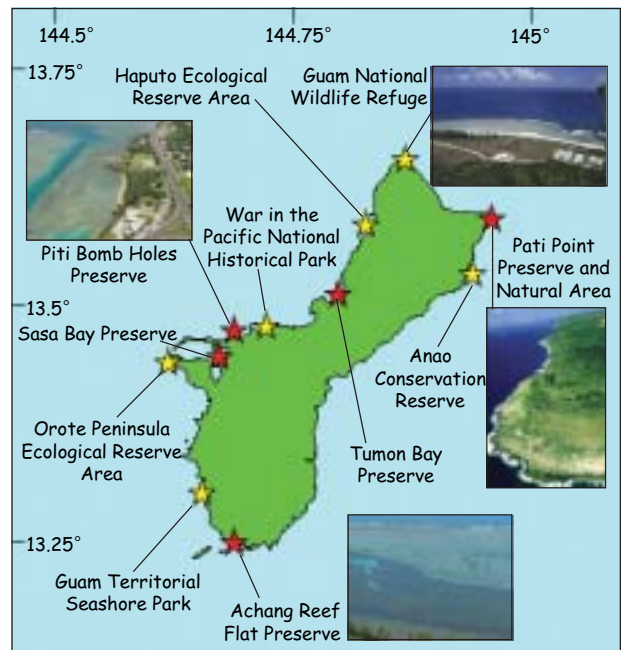 144.5°
144.75°
145°
13.75°
Haputo Ecological
Reserve Area
Guam National
Wildlife Refuge
War in the
Pacific National
Historical Park
Piti Bomb Holes
Preserve
Pati Point
Preserve and
Natural Area
13.5°
Sasa Bay Preserve
Anao
Conservation
Reserve
Orote Peninsula
Ecological Reserve
Area
Tumon Bay
Preserve
13.25°
Guam Territorial
Seashore Park
Achang Reef
Flat Preserve